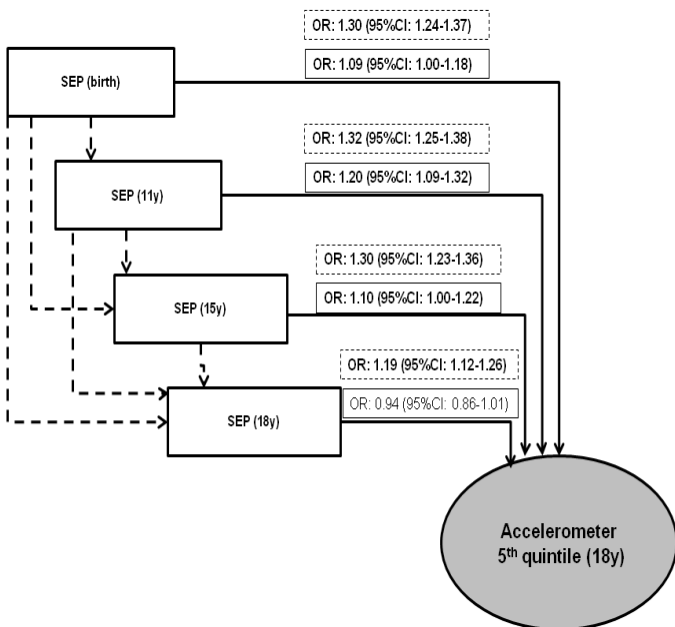 OR: 1.30 (95%CI: 1.24-1.37)
SEP (birth)
OR: 1.09 (95%CI: 1.00-1.18)
OR: 1.32 (95%CI: 1.25-1.38)
SEP (11y)
OR: 1.20 (95%CI: 1.09-1.32)
OR: 1.30 (95%CI: 1.23-1.36)
SEP (15y)
OR: 1.10 (95%CI: 1.00-1.22)
OR: 1.19 (95%CI: 1.12-1.26)
OR: 0.94 (95%CI: 0.86-1.01)
SEP (18y)
Accelerometer
5th quintile (18y)